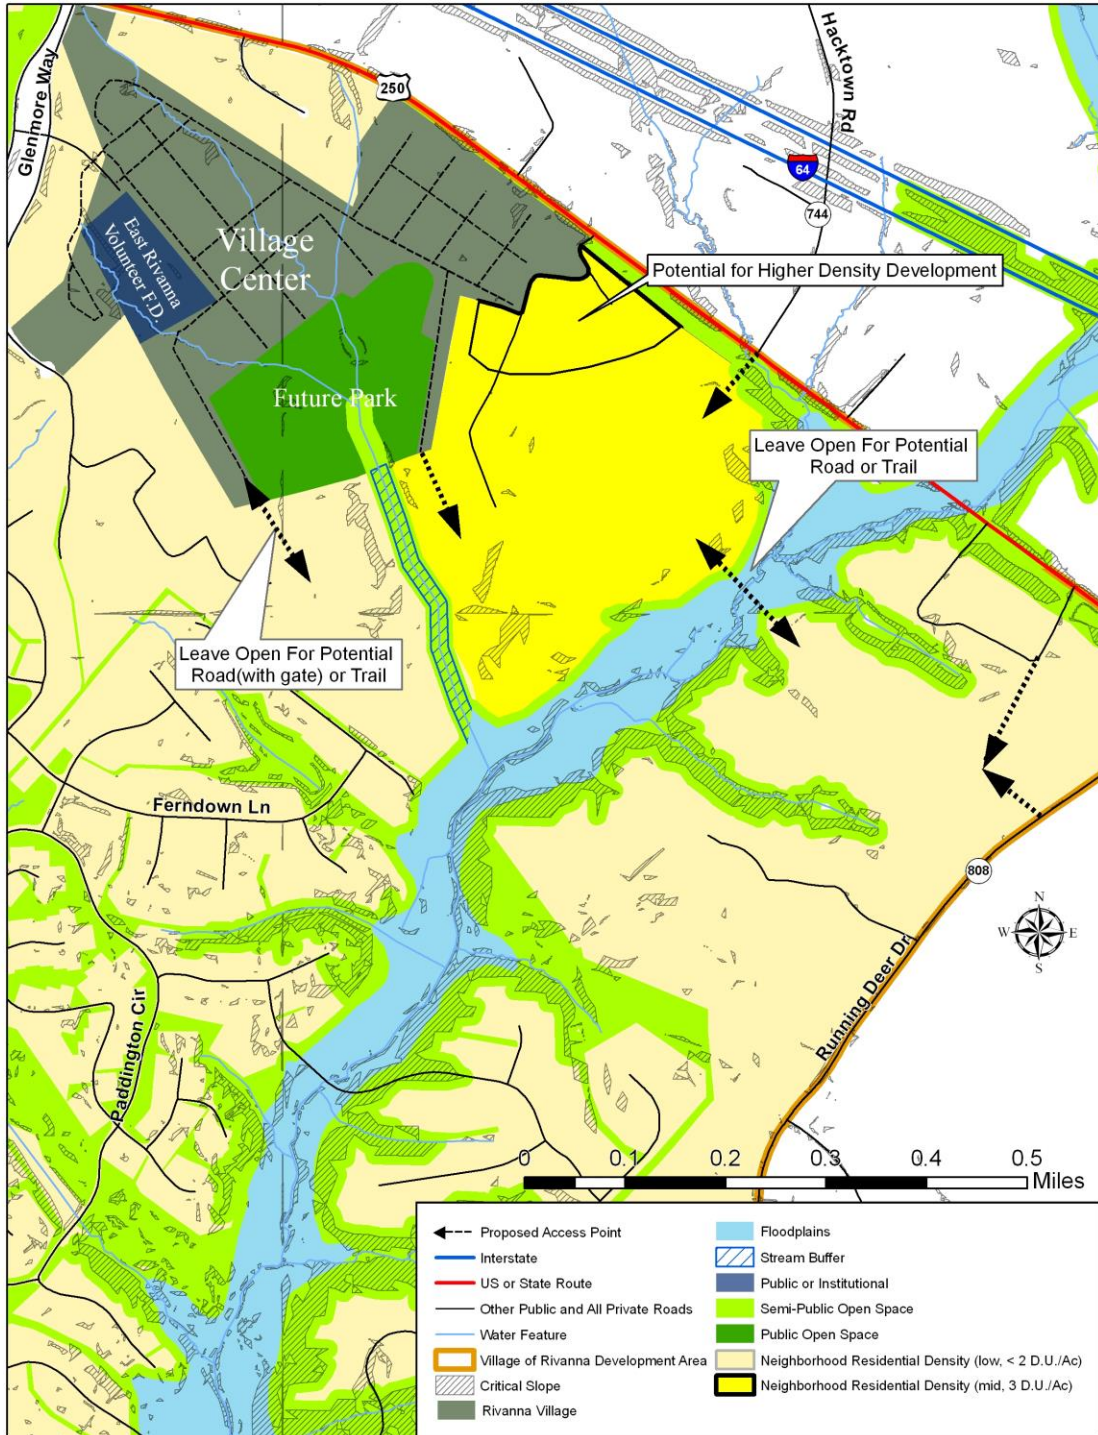 Hacktown Rd
250
Glenmore Way
64
744
East Rivanna
Volunteer F.D.
Village
Center
Potential for Higher Density Development
Future Park
Leave Open For Potential
Road or Trail
Leave Open For Potential
Road(with gate) or Trail
Ferndown Ln
808
N
W
E
S
Paddington Cir
Running Deer Dr
0
0.1
0.2
0.3
0.4
0.5
Miles
Proposed Access Point
Interstate
US or State Route
Other Public and All Private Roads
Water Feature
Village of Rivanna Development Area
Critical Slope
Rivanna Village
Floodplains
Stream Buffer
Public or Institutional
Semi-Public Open Space
Public Open Space
Neighborhood Residential Density (low, < 2 D.U./Ac)
Neighborhood Residential Density (mid, 3 D.U./Ac)